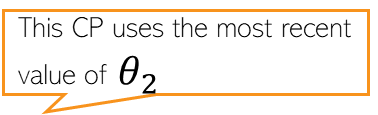 This CP uses the most recent
value of θ₂